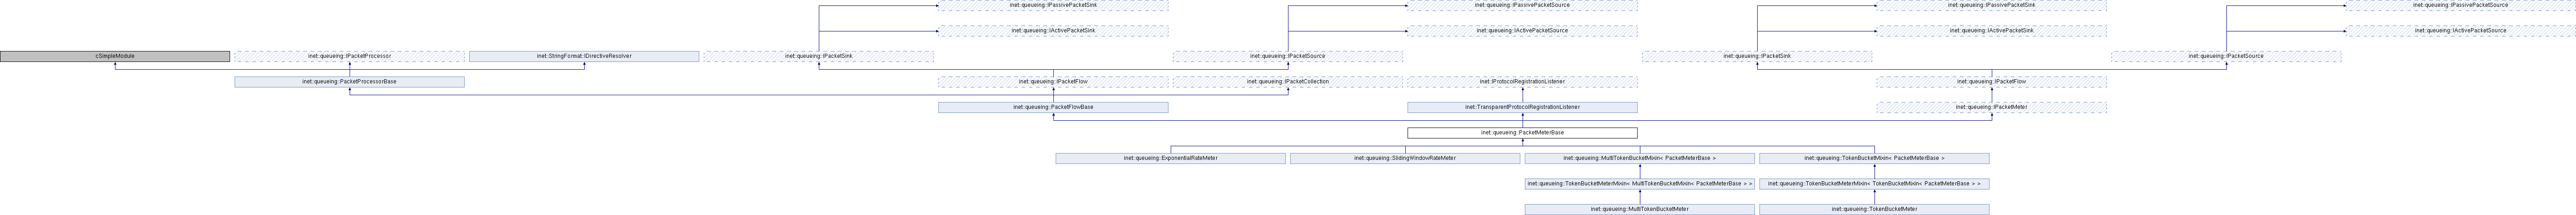 inet::queueing::IPassivePacketSink
inet::queueing::IPassivePacketSource
inet::queueing::IPassivePacketSink
inet::queueing::IPassivePacketSource
inet::queueing::IActivePacketSink
inet::queueing::IActivePacketSource
inet::queueing::IActivePacketSink
inet::queueing::IActivePacketSource
cSimpleModule
inet::queueing::IPacketProcessor
inet::StringFormat::IDirectiveResolver
inet::queueing::IPacketSink
inet::queueing::IPacketSource
inet::queueing::IPacketSink
inet::queueing::IPacketSource
inet::queueing::PacketProcessorBase
inet::queueing::IPacketFlow
inet::queueing::IPacketCollection
inet::IProtocolRegistrationListener
inet::queueing::IPacketFlow
inet::queueing::PacketFlowBase
inet::TransparentProtocolRegistrationListener
inet::queueing::IPacketMeter
inet::queueing::PacketMeterBase
inet::queueing::ExponentialRateMeter
inet::queueing::SlidingWindowRateMeter
inet::queueing::MultiTokenBucketMixin< PacketMeterBase >
inet::queueing::TokenBucketMixin< PacketMeterBase >
inet::queueing::TokenBucketMeterMixin< MultiTokenBucketMixin< PacketMeterBase > >
inet::queueing::TokenBucketMeterMixin< TokenBucketMixin< PacketMeterBase > >
inet::queueing::MultiTokenBucketMeter
inet::queueing::TokenBucketMeter